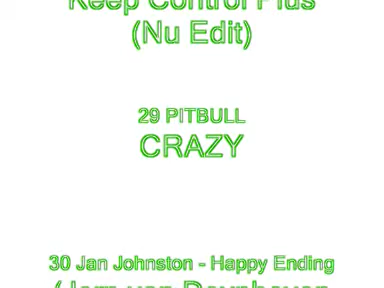 Keep Control Plus
(Nu Edit)
29 PITBULL
CRAZY
30 Jan Johnston - Happy Ending